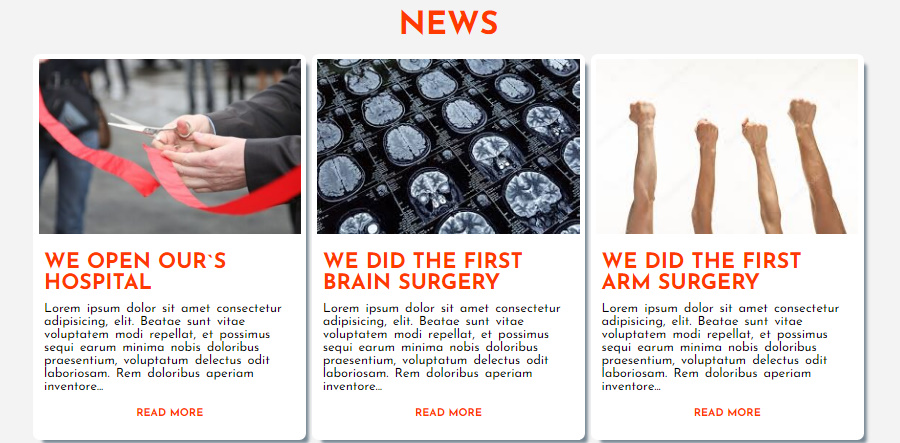 NEWS
WE OPEN OUR`S
HOSPITAL
Lorem ipsum dolor sit amet consectetur
adipisicing, elit. Beatae sunt vitae
voluptatem modi repellat, et possimus
sequi earum minima nobis doloribus
praesentium, voluptatum delectus odit
laboriosam. Rem doloribus aperiam
inventore...
READ MORE
WE DID THE FIRST
BRAIN SURGERY
Lorem ipsum dolor sit amet consectetur
adipisicing, elit. Beatae sunt vitae
voluptatem modi repellat, et possimus
sequi earum minima nobis doloribus
praesentium, voluptatum delectus odit
laboriosam. Rem doloribus aperiam
inventore...
READ MORE
WE DID THE FIRST
ARM SURGERY
Lorem ipsum dolor sit amet consectetur
adipisicing, elit. Beatae sunt vitae
voluptatem modi repellat, et possimus
sequi earum minima nobis doloribus
praesentium, voluptatum delectus odit
laboriosam. Rem doloribus aperiam
inventore...
READ MORE